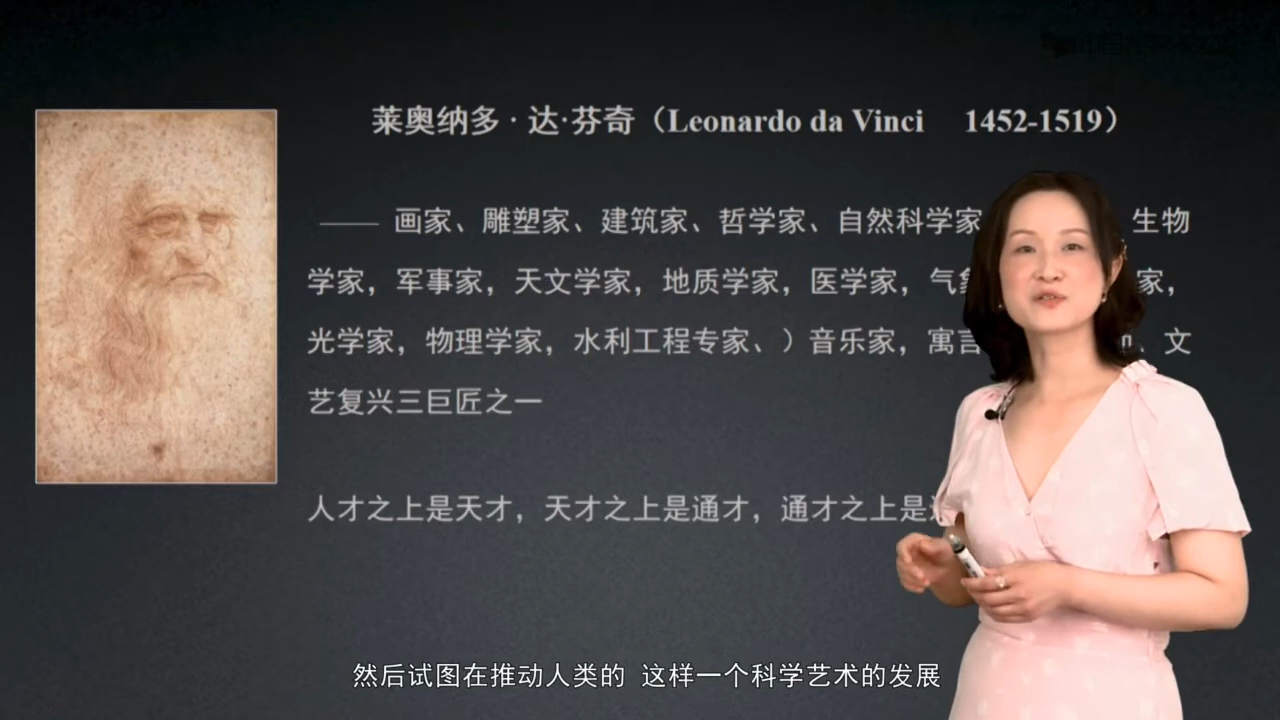 莱奥纳多·达·芬奇（Leonardo da Vinci 1452-1519）
—— 画家、雕塑家、建筑家、哲学家、自然科学家 生物
学家，军事家，天文学家，地质学家，医学家， 家，
光学家，物理学家，水利工程专家、）音乐家， 文
艺复兴三巨匠之一
人才之上是天才，天才之上是通才，通才之上是
然后试图在推动人类的 这样一个科学艺术的发展